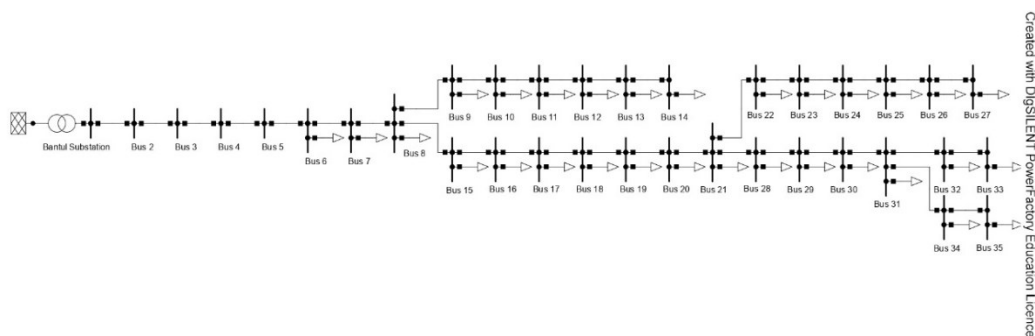 Bantul Substation
Bus 2
Bus 3
Bus 4
Bus 5
Bus 6
Bus 7
Bus 8
Bus 9
Bus 10
Bus 11
Bus 12
Bus 13
Bus 14
Bus 15
Bus 16
Bus 17
Bus 18
Bus 19
Bus 20
Bus 21
Bus 22
Bus 23
Bus 24
Bus 25
Bus 26
Bus 27
Bus 28
Bus 29
Bus 30
Bus 31
Bus 32
Bus 33
Bus 34
Bus 35
Created with DIgSILENT PowerFactory Education License